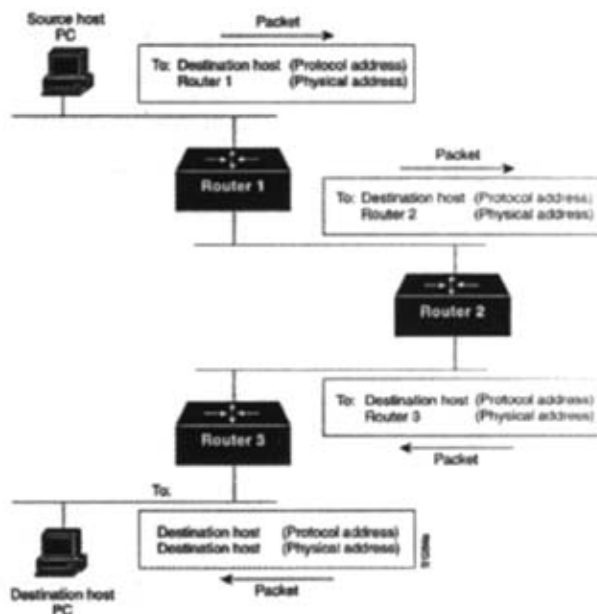 Source host
PC
Packet
To: Destination host (Protocol address)
Router 1 (Physical address)
Router 1
Packet
To: Destination host (Protocol address)
Router 2 (Physical address)
Router 2
To: Destination host (Protocol address)
Router 3 (Physical address)
Packet
Router 3
To:
Destination host (Protocol address)
Destination host (Physical address)
Packet
Destination host
PC